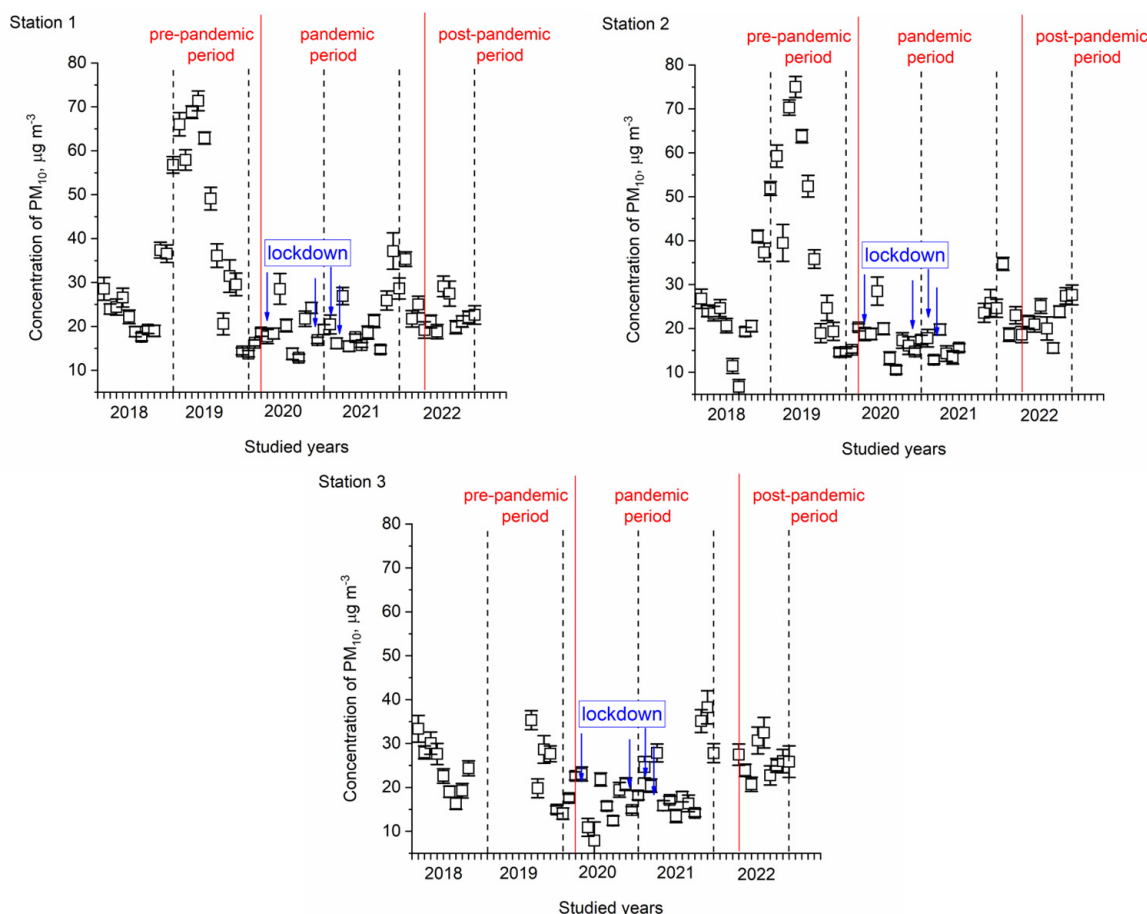 Station 1
pre-pandemic period
pandemic period
post-pandemic period
80
70
60
50
40
30
20
10
Concentration of PM₁₀, μg m⁻³
lockdown
2018 2019 2020 2021 2022
Studied years
Station 2
pre-pandemic period
pandemic period
post-pandemic period
80
70
60
50
40
30
20
10
Concentration of PM₁₀, μg m⁻³
lockdown
2018 2019 2020 2021 2022
Studied years
Station 3
pre-pandemic period
pandemic period
post-pandemic period
80
70
60
50
40
30
20
10
Concentration of PM₁₀, μg m⁻³
lockdown
2018 2019 2020 2021 2022
Studied years